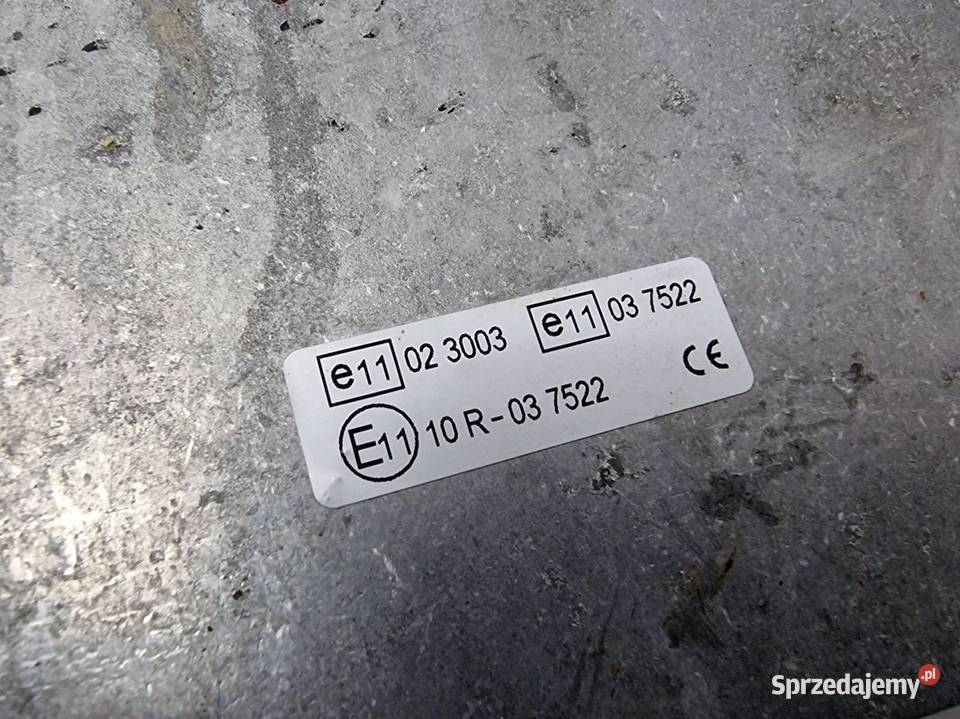 e11 02 3003 e11 03 7522
E11 10 R - 03 7522 CE
Sprzedajemy.pl